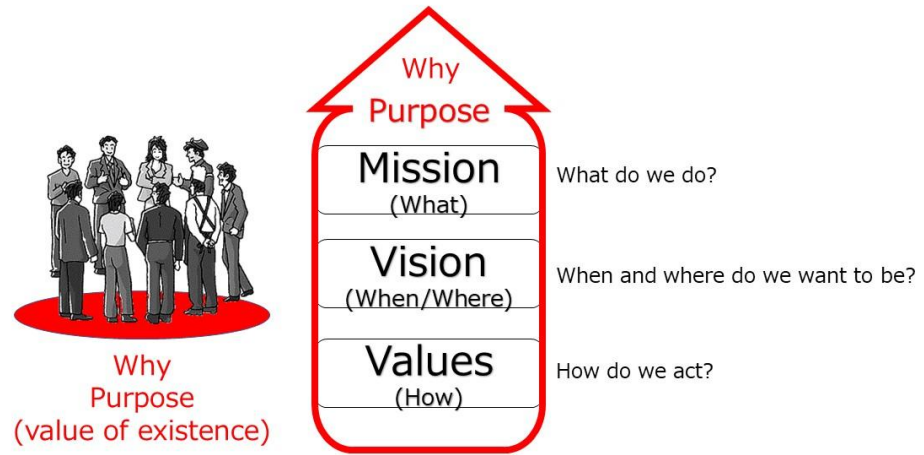 Why
Purpose
Mission
(What)
What do we do?
Vision
(When/Where)
When and where do we want to be?
Values
(How)
How do we act?
Why
Purpose
(value of existence)